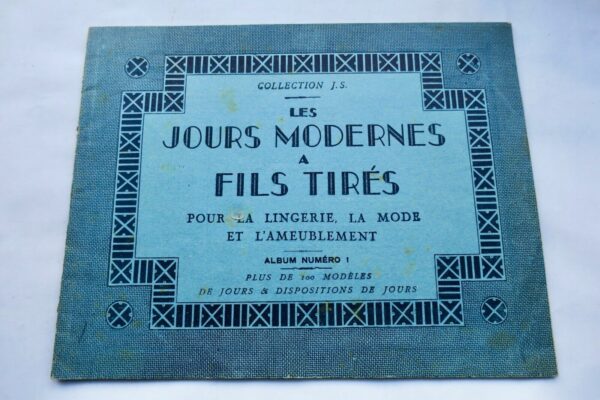 COLLECTION J.S.
LES
JOURS MODERNES
A
FILS TIRÉS
POUR LA LINGERIE, LA MODE
ET L'AMEUBLEMENT
ALBUM NUMÉRO 1
PLUS DE 100 MODÈLES
DE JOURS & DISPOSITIONS DE JOURS